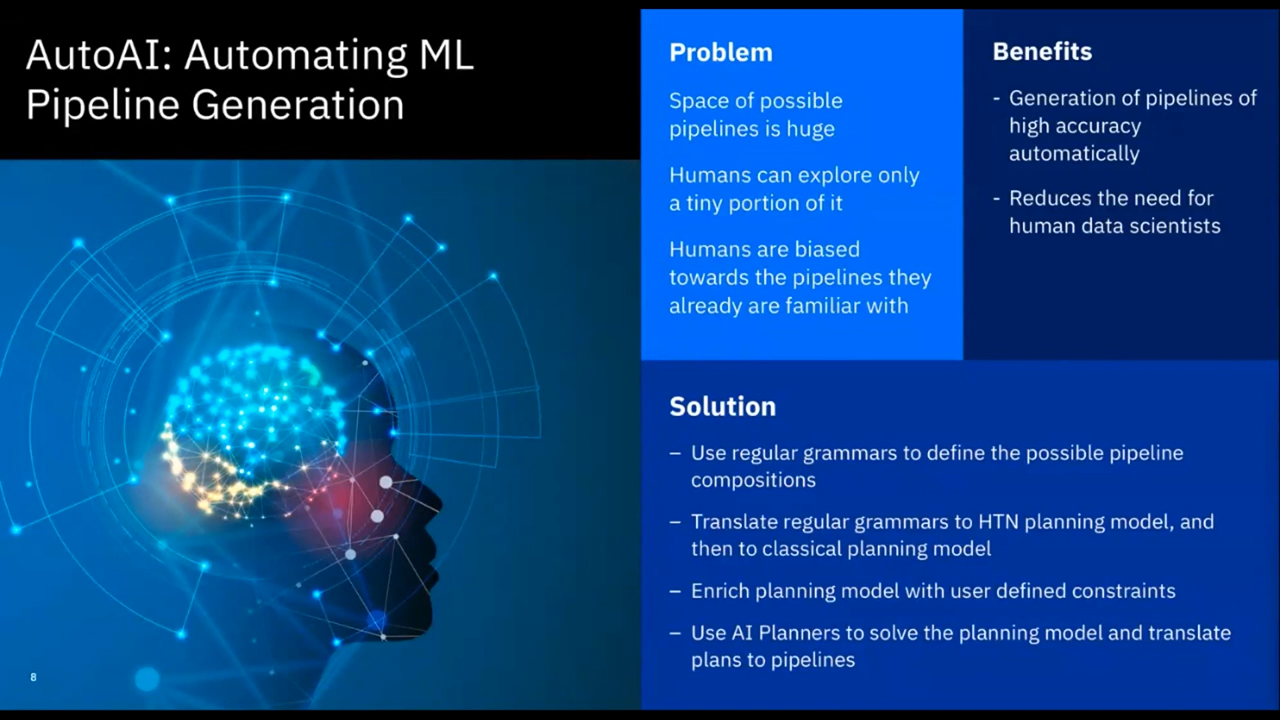 AutoAI: Automating ML
Pipeline Generation
Problem
Space of possible
pipelines is huge
Humans can explore only
a tiny portion of it
Humans are biased
towards the pipelines they
already are familiar with
Benefits
- Generation of pipelines of
high accuracy
automatically
- Reduces the need for
human data scientists
Solution
– Use regular grammars to define the possible pipeline
compositions
– Translate regular grammars to HTN planning model, and
then to classical planning model
– Enrich planning model with user defined constraints
– Use AI Planners to solve the planning model and translate
plans to pipelines
8